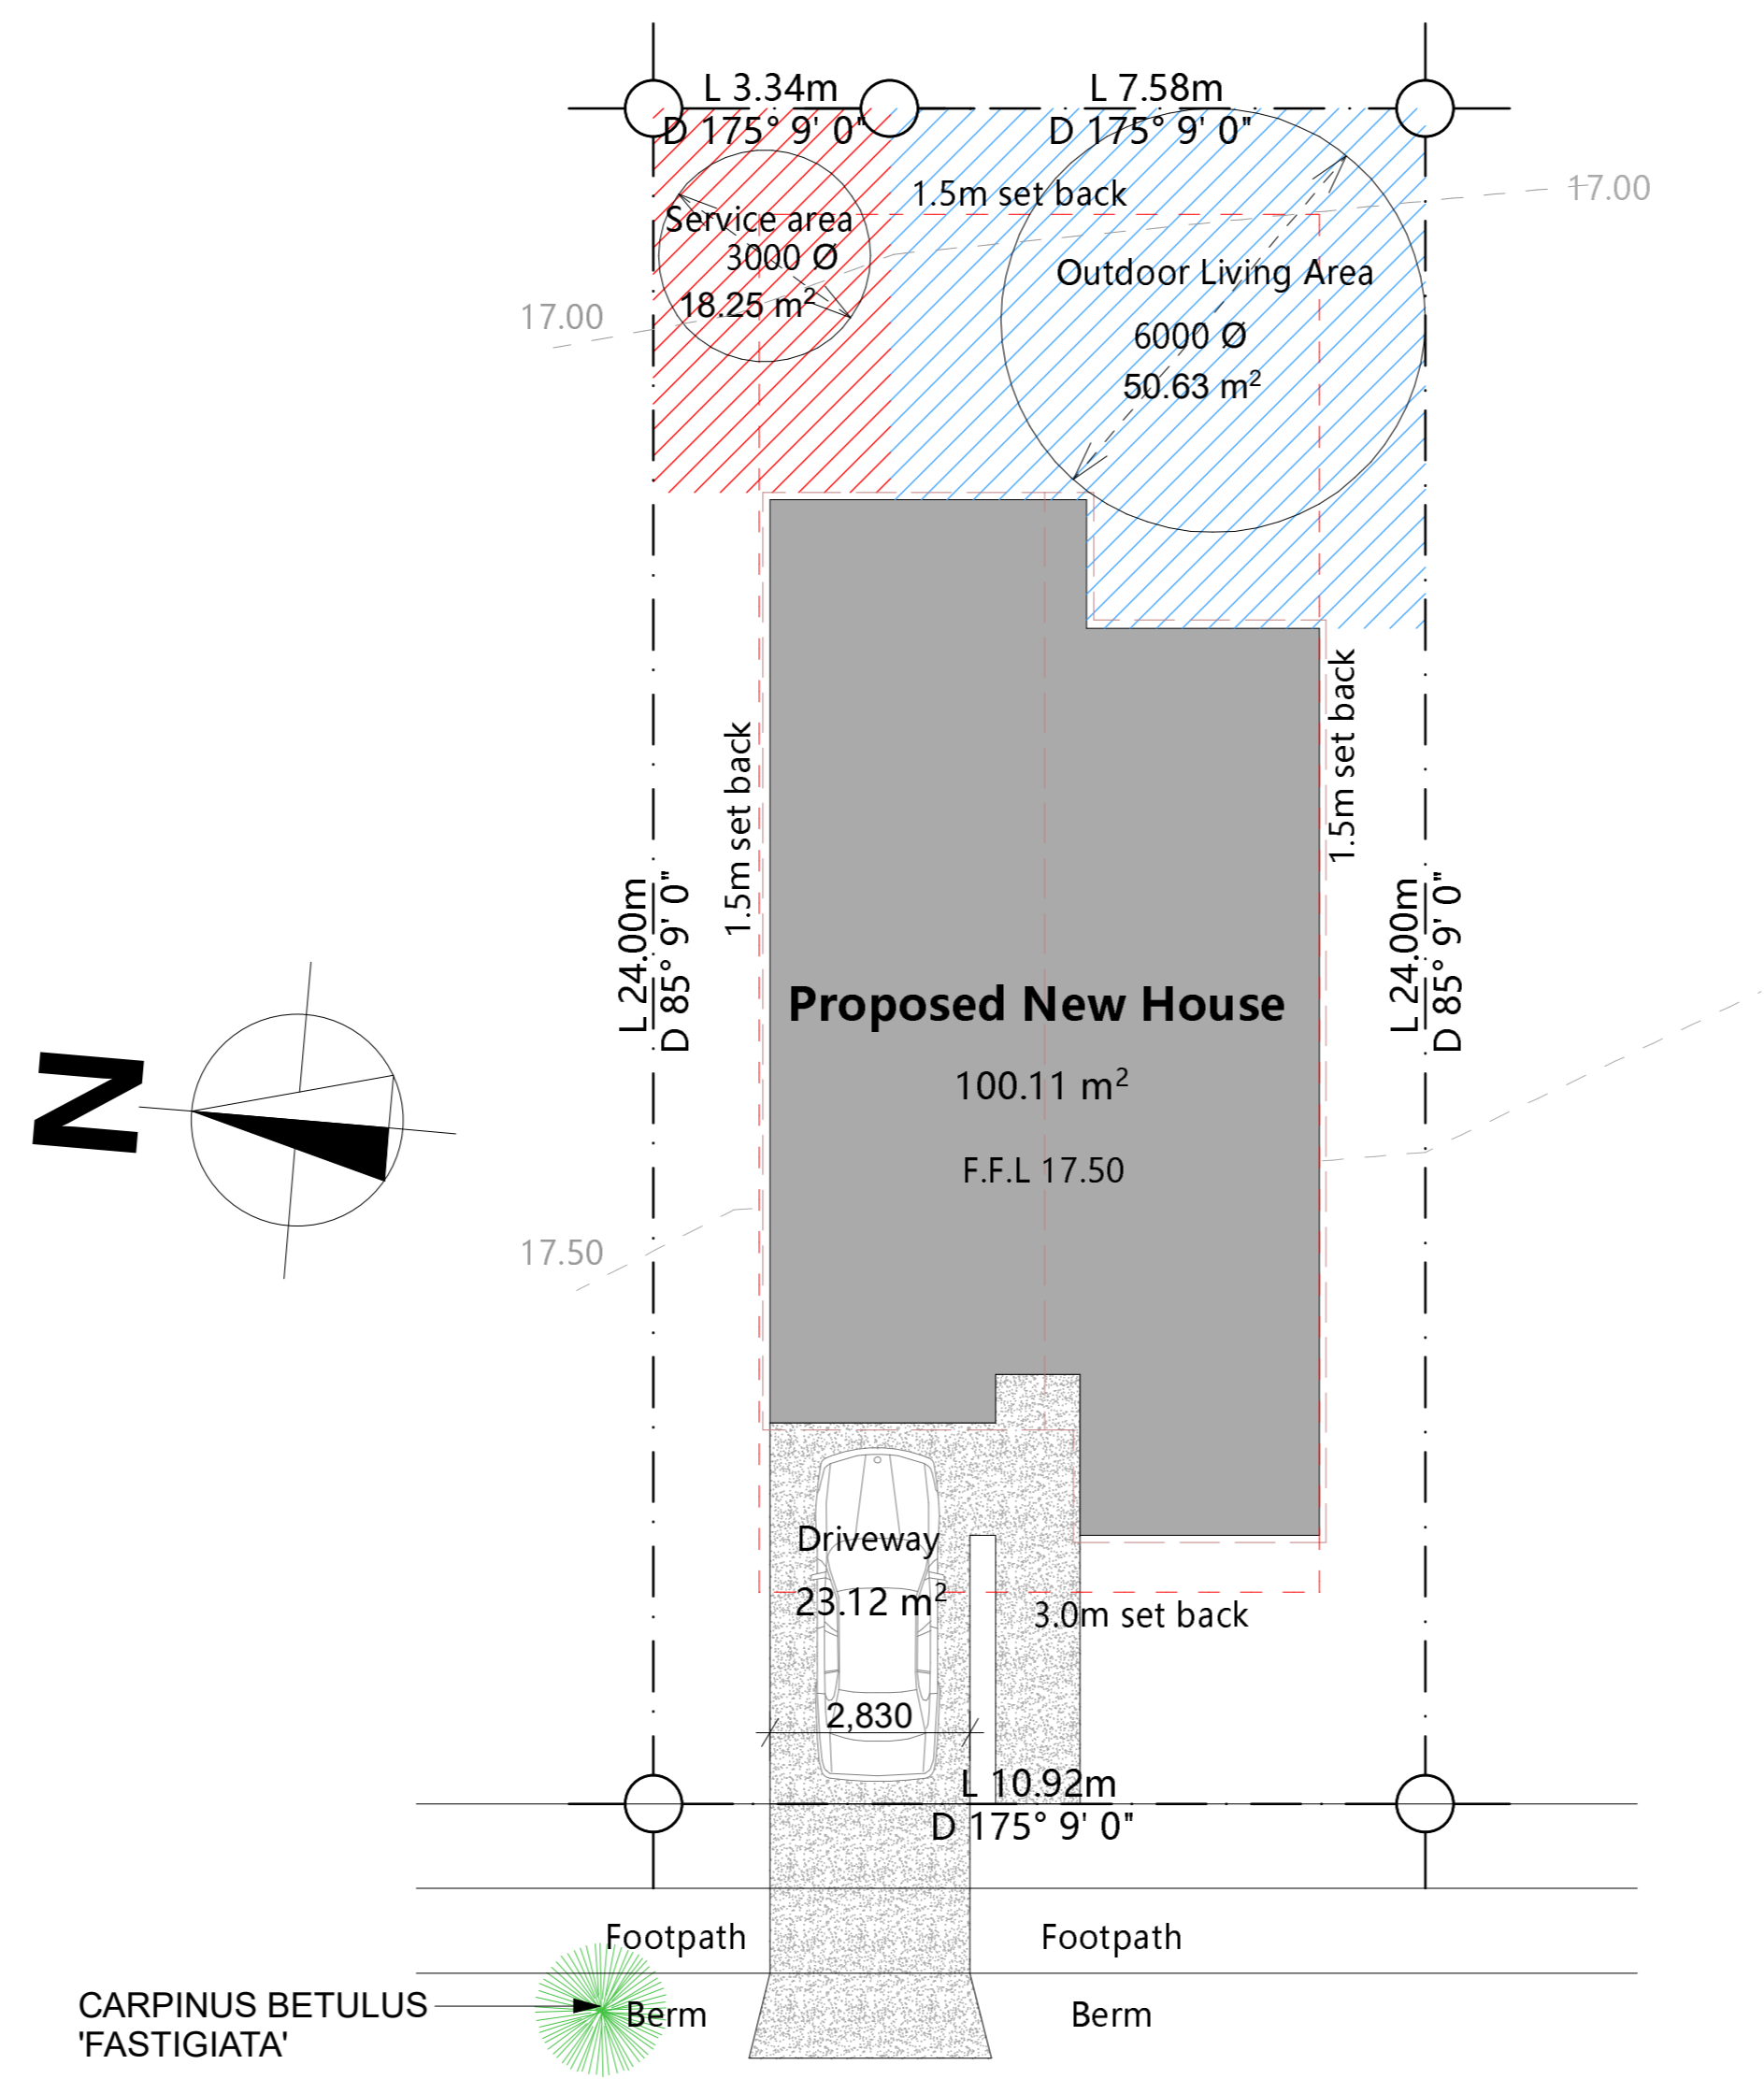 L 3.34m
D 175° 9' 0"
L 7.58m
D 175° 9' 0"
1.5m set back
17.00
Service area
3000 Ø
18.25 m²
Outdoor Living Area
6000 Ø
50.63 m²
17.00
1.5m set back
1.5m set back
L 24.00m
D 85° 9' 0"
L 24.00m
D 85° 9' 0"
Proposed New House
100.11 m²
F.F.L 17.50
N
17.50
Driveway
23.12 m²
3.0m set back
2,830
L 10.92m
D 175° 9' 0"
Footpath
Footpath
CARPINUS BETULUS
'FASTIGIATA'
Berm
Berm